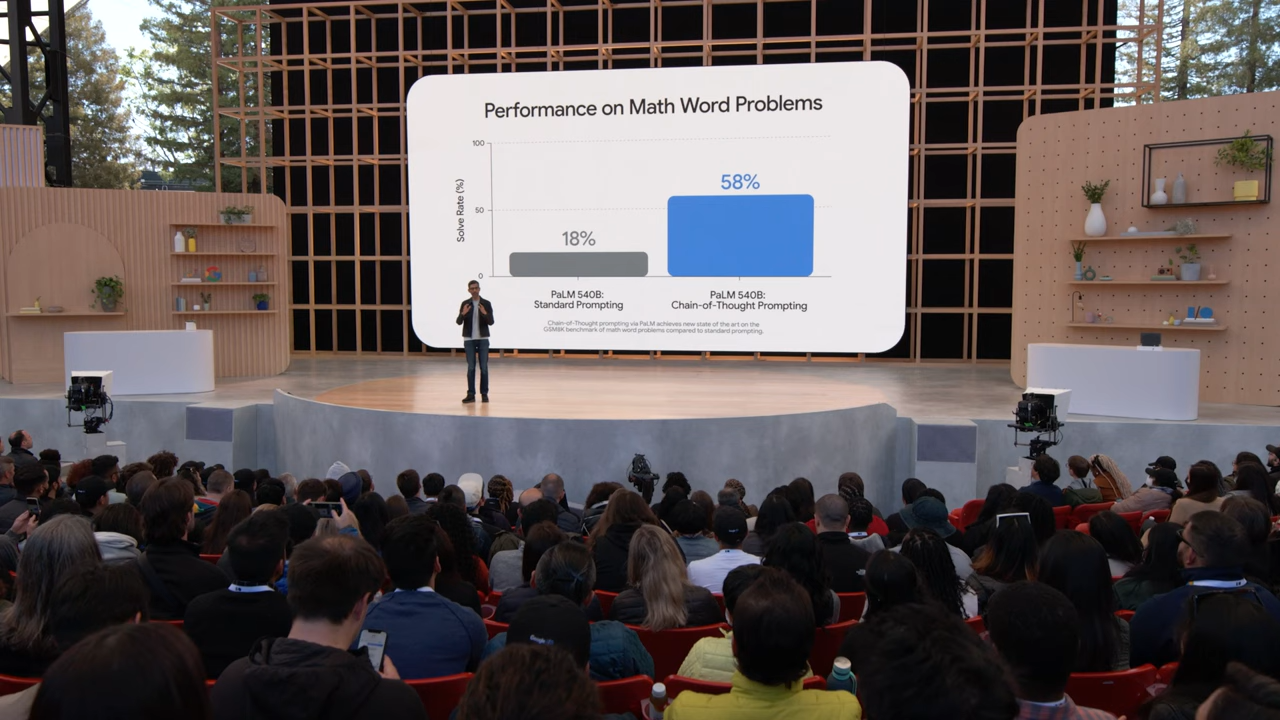 Performance on Math Word Problems
100
50
0
Solve Rate (%)
18%
58%
PaLM 540B:
Standard Prompting
PaLM 540B:
Chain-of-Thought Prompting
Chain-of-Thought prompting via PaLM achieves new state of the art on the
GSM8K benchmark of math word problems compared to standard prompting.